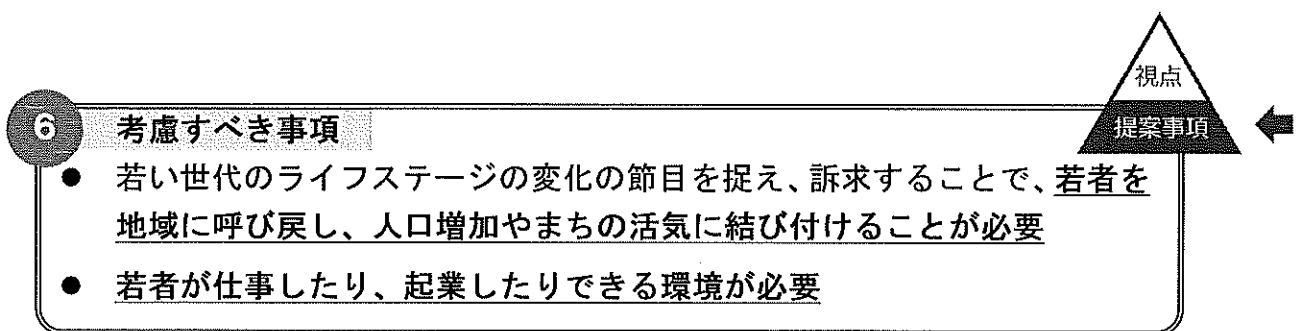 視点
提案事項
6 考慮すべき事項
● 若い世代のライフステージの変化の節目を捉え、訴求することで、若者を
地域に呼び戻し、人口増加やまちの活気に結び付けることが必要
● 若者が仕事したり、起業したりできる環境が必要